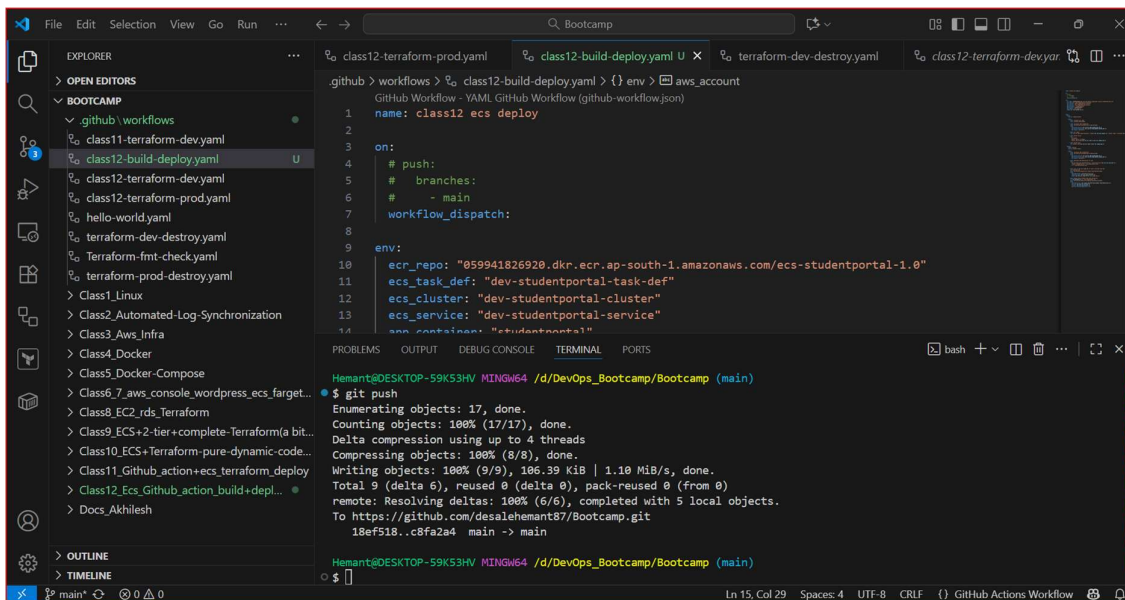 File Edit Selection View Go Run ··· Bootcamp
EXPLORER ···
OPEN EDITORS
BOOTCAMP
.github\workflows
class11-terraform-dev.yaml
class12-build-deploy.yaml U
class12-terraform-dev.yaml
class12-terraform-prod.yaml
hello-world.yaml
terraform-dev-destroy.yaml
Terraform-fmt-check.yaml
terraform-prod-destroy.yaml
Class1_Linux
Class2_Automated-Log-Synchronization
Class3_Aws_Infra
Class4_Docker
Class5_Docker-Compose
Class6_7_aws_console_wordpress_ecs_farget...
Class8_EC2_rds_Terraform
Class9_ECS+2-tier+complete-Terraform(a bit...
Class10_ECS+Terraform-pure-dynamic-code...
Class11_Github_action+ecs_terraform_deploy
Class12_Ecs_Github_action_build+depl...
Docs_Akhilesh
OUTLINE
TIMELINE
3
class12-terraform-prod.yaml class12-build-deploy.yaml U terraform-dev-destroy.yaml class12-terraform-dev.yar
.github > workflows > class12-build-deploy.yaml > {} env > aws_account
GitHub Workflow - YAML GitHub Workflow (github-workflow.json)
1 name: class12 ecs deploy
2
3 on:
4 # push:
5 #   branches:
6 #     - main
7 workflow_dispatch:
8
9 env:
10 ecr_repo: "059941826920.dkr.ecr.ap-south-1.amazonaws.com/ecs-studentportal-1.0"
11 ecs_task_def: "dev-studentportal-task-def"
12 ecs_cluster: "dev-studentportal-cluster"
13 ecs_service: "dev-studentportal-service"
14 app_container: "studentportal"
PROBLEMS OUTPUT DEBUG CONSOLE TERMINAL PORTS bash
Hemant@DESKTOP-59K53HV MINGW64 /d/DevOps_Bootcamp/Bootcamp (main)
$ git push
Enumerating objects: 17, done.
Counting objects: 100% (17/17), done.
Delta compression using up to 4 threads
Compressing objects: 100% (8/8), done.
Writing objects: 100% (9/9), 106.39 KiB | 1.10 MiB/s, done.
Total 9 (delta 6), reused 0 (delta 0), pack-reused 0 (from 0)
remote: Resolving deltas: 100% (6/6), completed with 5 local objects.
To https://github.com/desalehemant87/Bootcamp.git
18ef518..c8fa2a4  main -> main
Hemant@DESKTOP-59K53HV MINGW64 /d/DevOps_Bootcamp/Bootcamp (main)
$
main* 0 0 Ln 15, Col 29 Spaces: 4 UTF-8 CRLF {} GitHub Actions Workflow